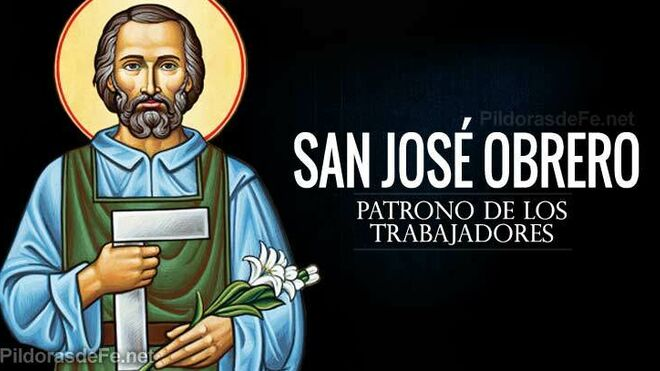 PildorasdeFe.net
SAN JOSÉ OBRERO
PATRONO DE LOS
TRABAJADORES
PildorasdeFe.net